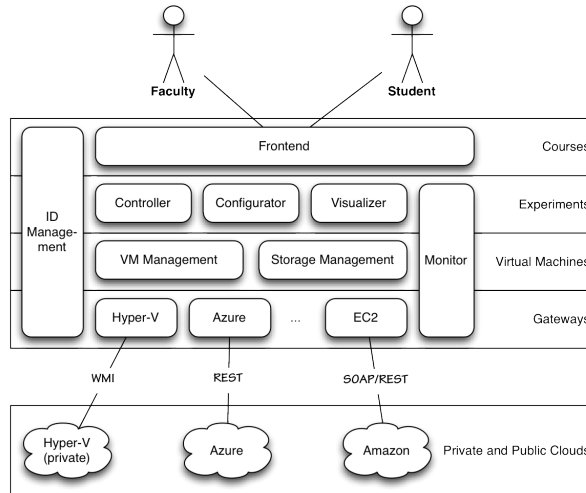 Faculty
Student
Frontend
Courses
ID
Manage-
ment
Controller
Configurator
Visualizer
Experiments
VM Management
Storage Management
Monitor
Virtual Machines
Hyper-V
Azure
...
EC2
Gateways
WMI
REST
SOAP/REST
Hyper-V
(private)
Azure
Amazon
Private and Public Clouds